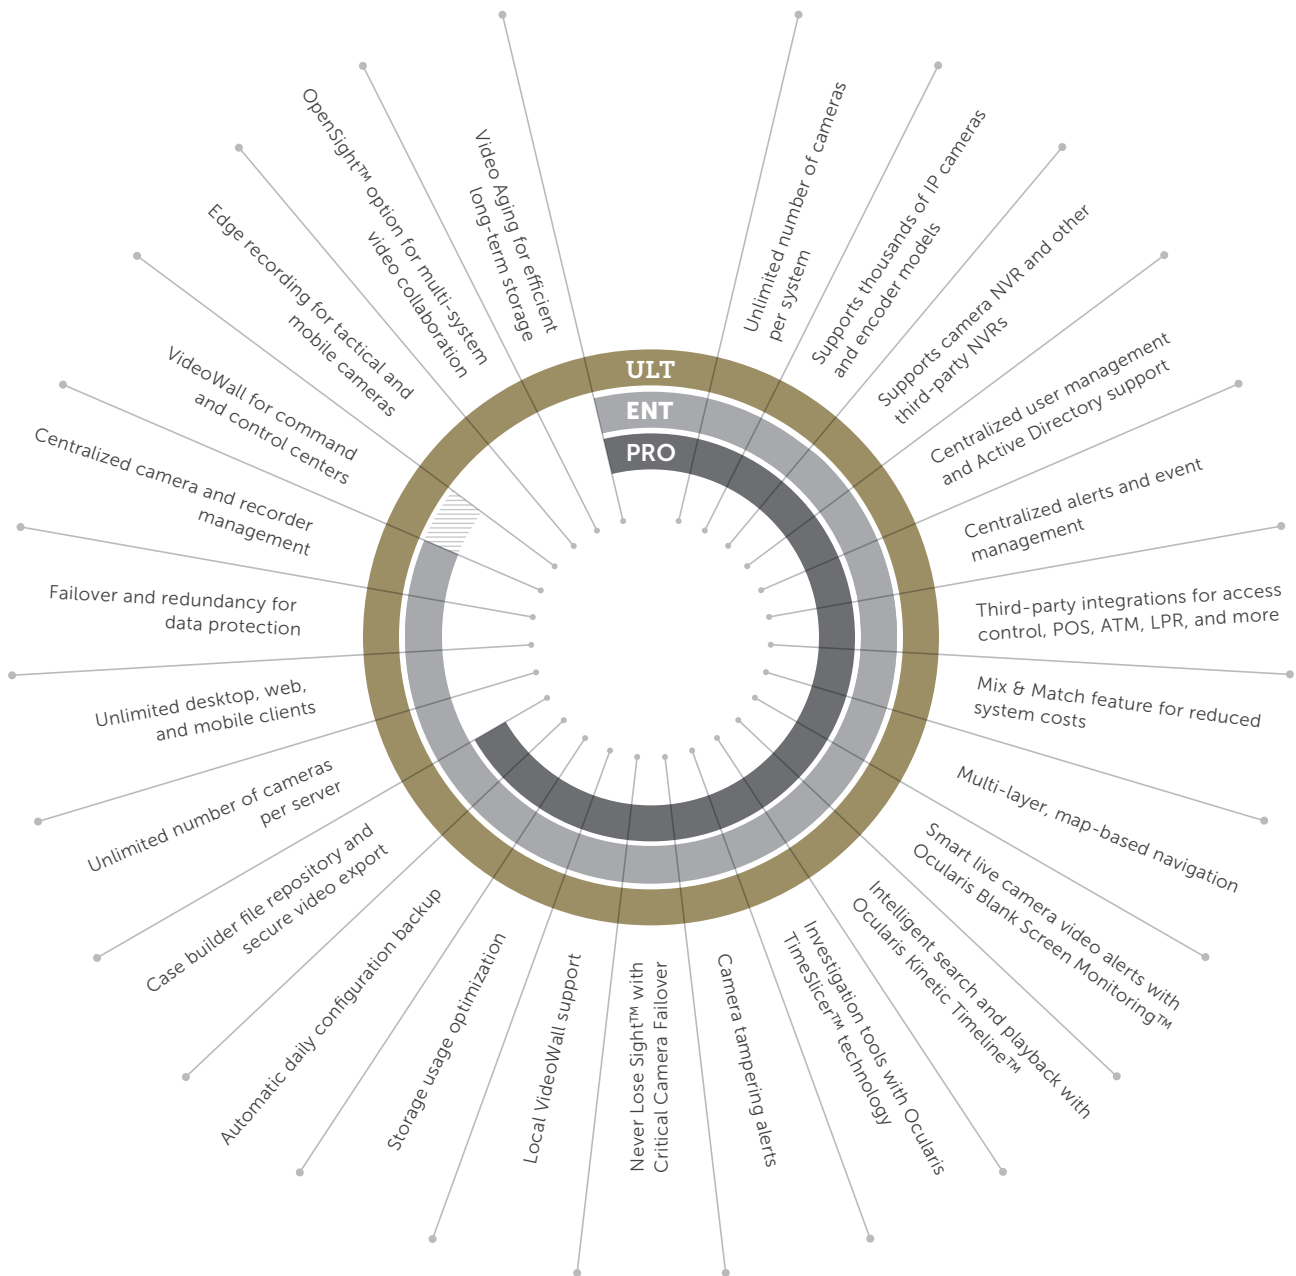 ULT
ENT
PRO
Unlimited number of cameras
per system
Supports thousands of IP cameras
and encoder models
Supports camera NVR and other
third-party NVRs
Centralized user management
and Active Directory support
Centralized alerts and event
management
Third-party integrations for access
control, POS, ATM, LPR, and more
Mix & Match feature for reduced
system costs
Multi-layer, map-based navigation
Smart live camera video alerts with
Ocularis Blank Screen Monitoring™
Intelligent search and playback with
Ocularis Kinetic Timeline™
Investigation tools with Ocularis
TimeSlicer™ technology
Camera tampering alerts
Never Lose Sight™ with
Critical Camera Failover
Local VideoWall support
Storage usage optimization
Automatic daily configuration backup
Case builder file repository and
secure video export
Unlimited number of cameras
per server
Unlimited desktop, web,
and mobile clients
Failover and redundancy for
data protection
Centralized camera and recorder
management
VideoWall for command
and control centers
Edge recording for tactical and
mobile cameras
OpenSight™ option for multi-system
video collaboration
Video Aging for efficient
long-term storage